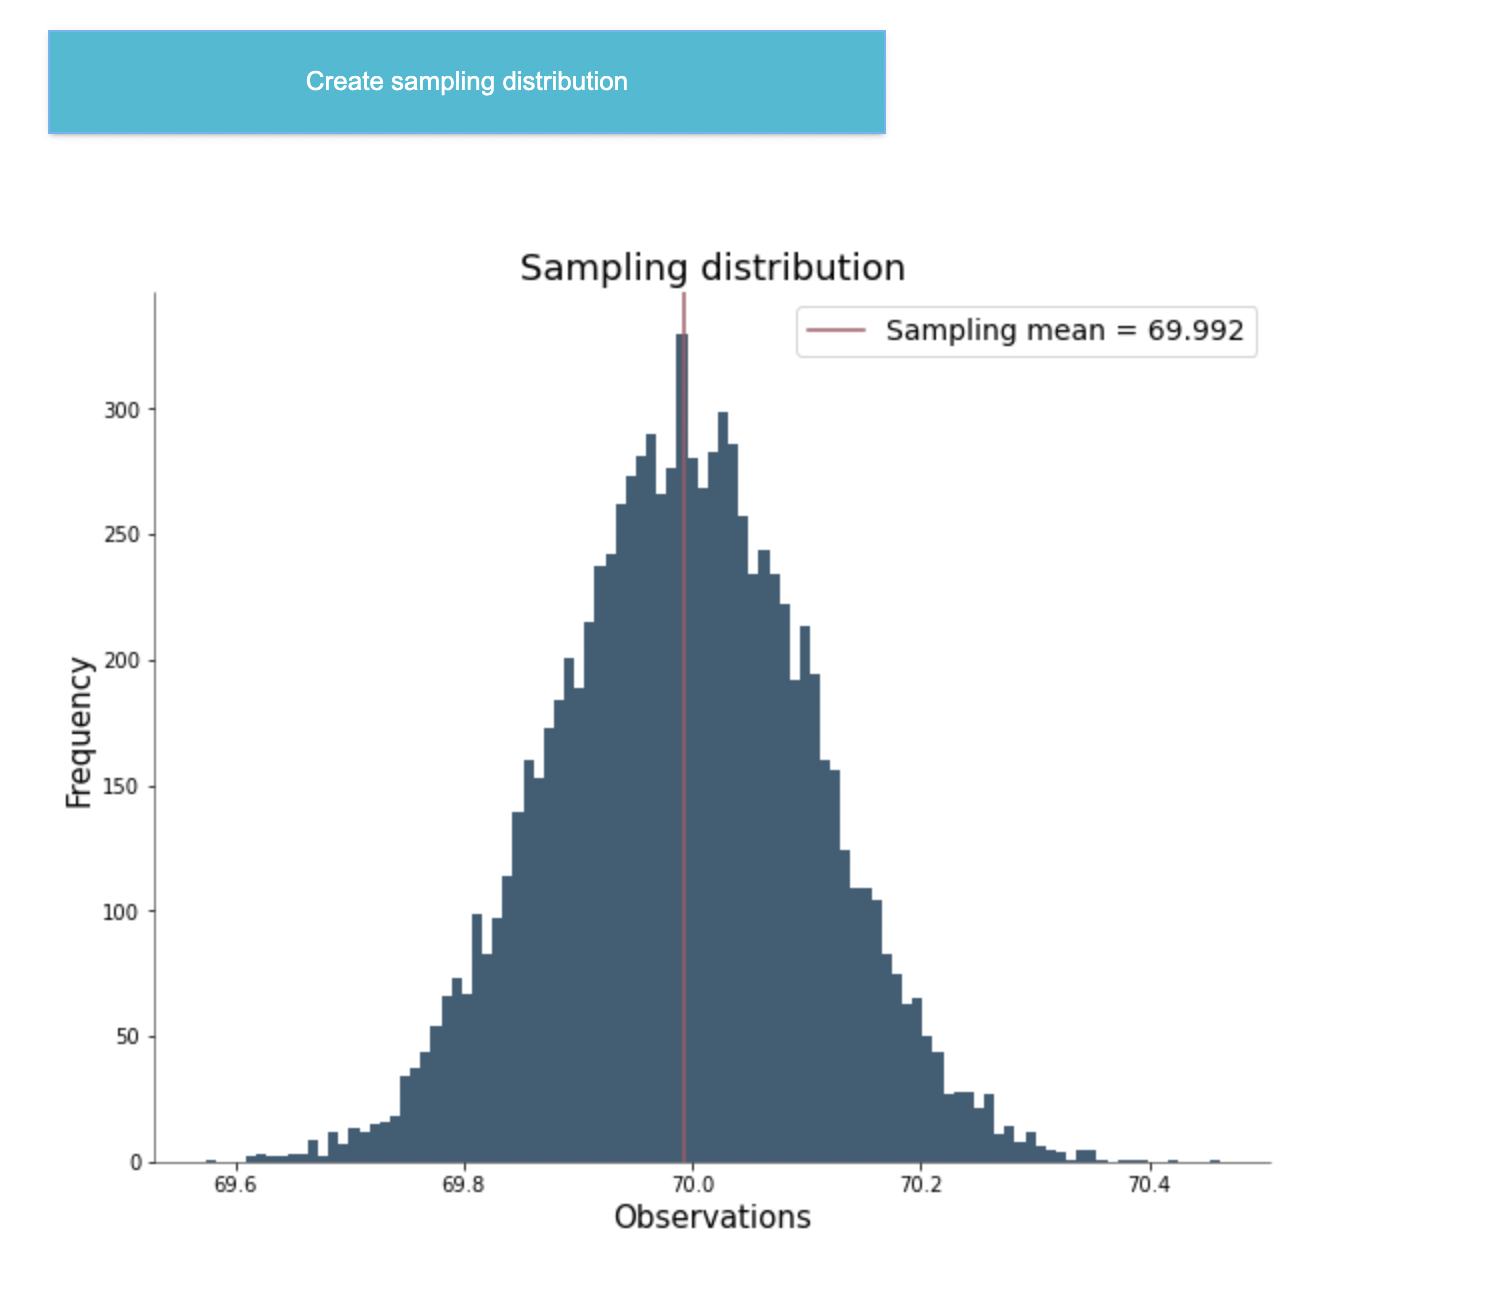 Create sampling distribution
Sampling distribution
Sampling mean = 69.992
300
250
200
150
100
50
0
Frequency
69.6 69.8 70.0 70.2 70.4
Observations